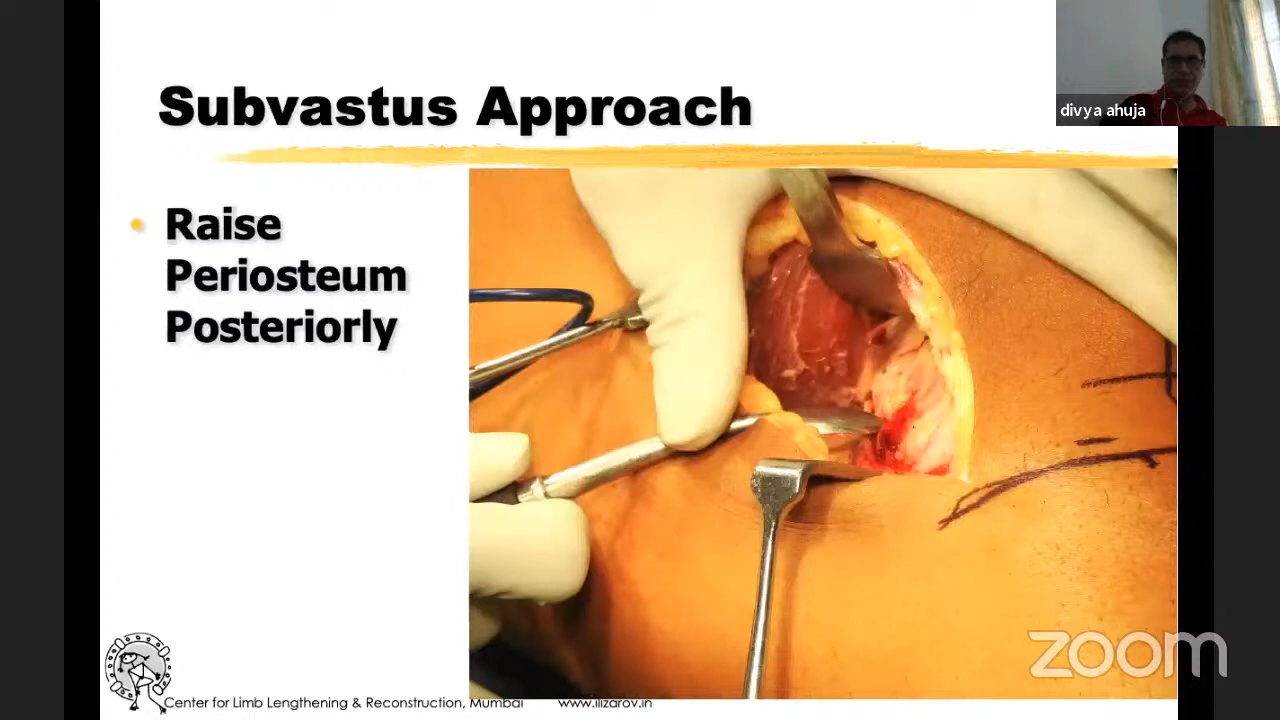 divya ahuja
Subvastus Approach
• Raise
Periosteum
Posteriorly
zoom
Center for Limb Lengthening & Reconstruction, Mumbai www.ilizarov.in